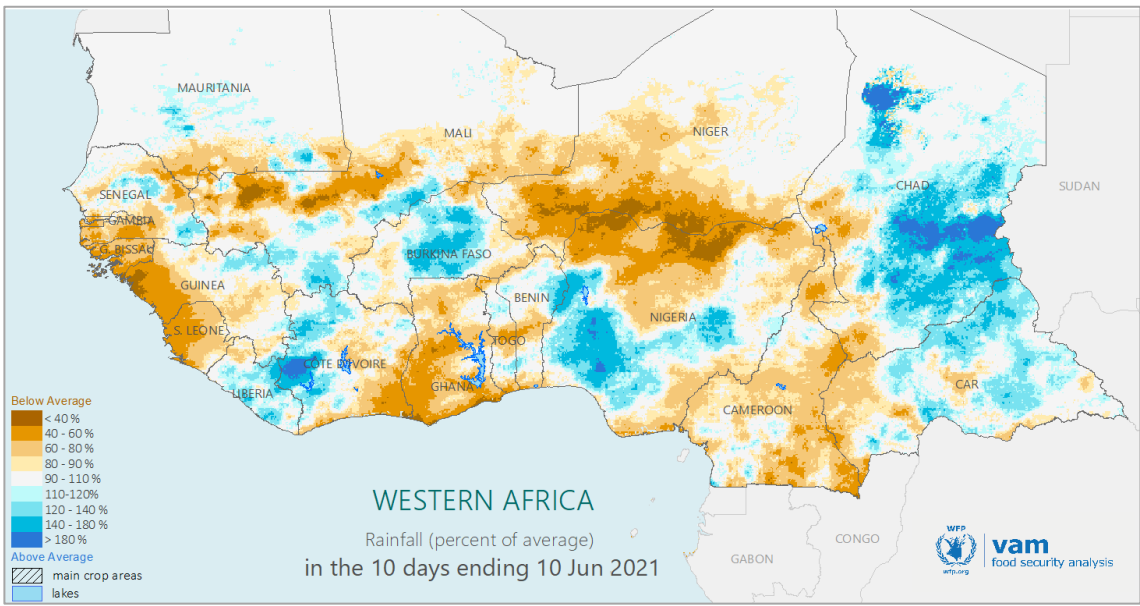 MAURITANIA
MALI
NIGER
CHAD
SUDAN
SENEGAL
GAMBIA
G. BISSAU
GUINEA
BURKINA FASO
BENIN
NIGERIA
S. LEONE
TOGO
CÔTE D'IVOIRE
GHANA
LIBERIA
CAR
CAMEROON
GABON
CONGO
Below Average
< 40 %
40 - 60 %
60 - 80 %
80 - 90 %
90 - 110 %
110-120%
120 - 140 %
140 - 180 %
> 180 %
Above Average
main crop areas
lakes
WESTERN AFRICA
Rainfall (percent of average)
in the 10 days ending 10 Jun 2021
WFP
wfp.org
vam
food security analysis